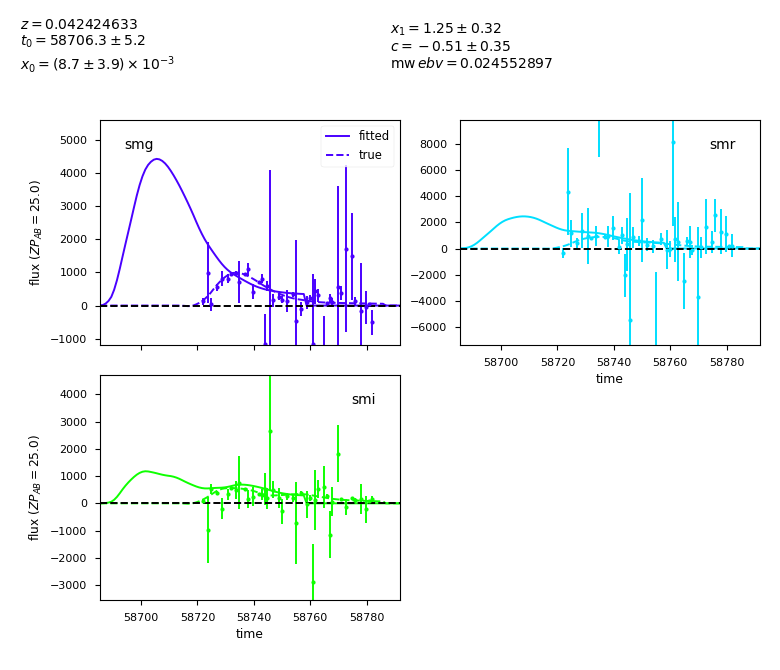 z = 0.042424633
t₀ = 58706.3 ± 5.2
x₀ = (8.7 ± 3.9) × 10⁻³
x₁ = 1.25 ± 0.32
c = −0.51 ± 0.35
mw ebv = 0.024552897
smg
fitted
true
5000
4000
3000
2000
1000
0
−1000
flux (ZP_AB = 25.0)
smr
8000
6000
4000
2000
0
−2000
−4000
−6000
58700 58720 58740 58760 58780
time
smi
4000
3000
2000
1000
0
−1000
−2000
−3000
flux (ZP_AB = 25.0)
58700 58720 58740 58760 58780
time